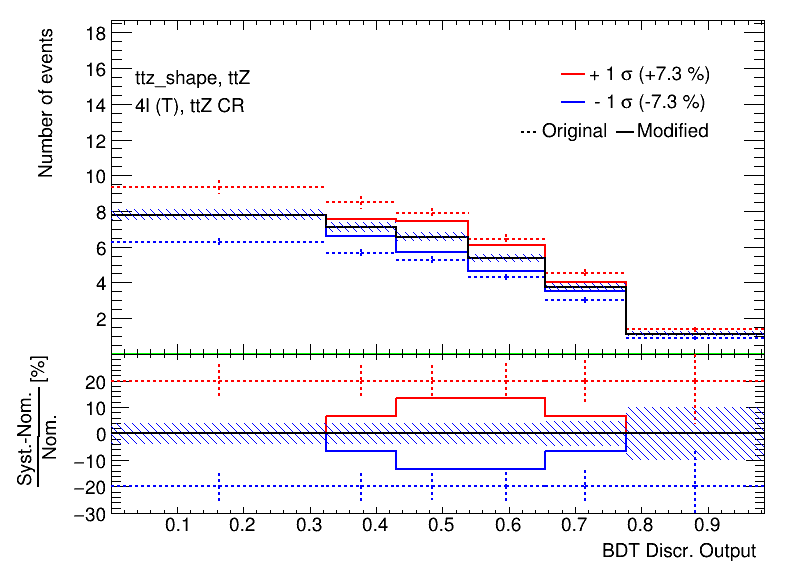 Number of events
18
16
14
12
10
8
6
4
2
ttz_shape, ttZ
4l (T), ttZ CR
+ 1 σ (+7.3 %)
- 1 σ (-7.3 %)
Original Modified
Syst.-Nom.
Nom.
[%]
20
10
0
−10
−20
−30
0.1 0.2 0.3 0.4 0.5 0.6 0.7 0.8 0.9
BDT Discr. Output